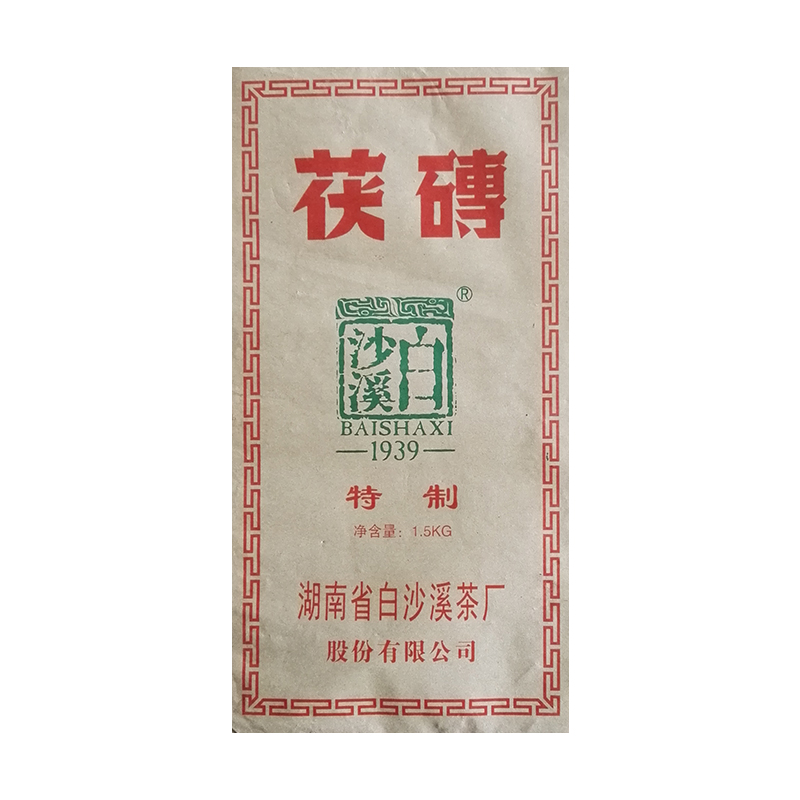 茯磚
®
白沙溪
BAISHAXI
—1939—
特制
净含量：1.5KG
湖南省白沙溪茶厂
股份有限公司